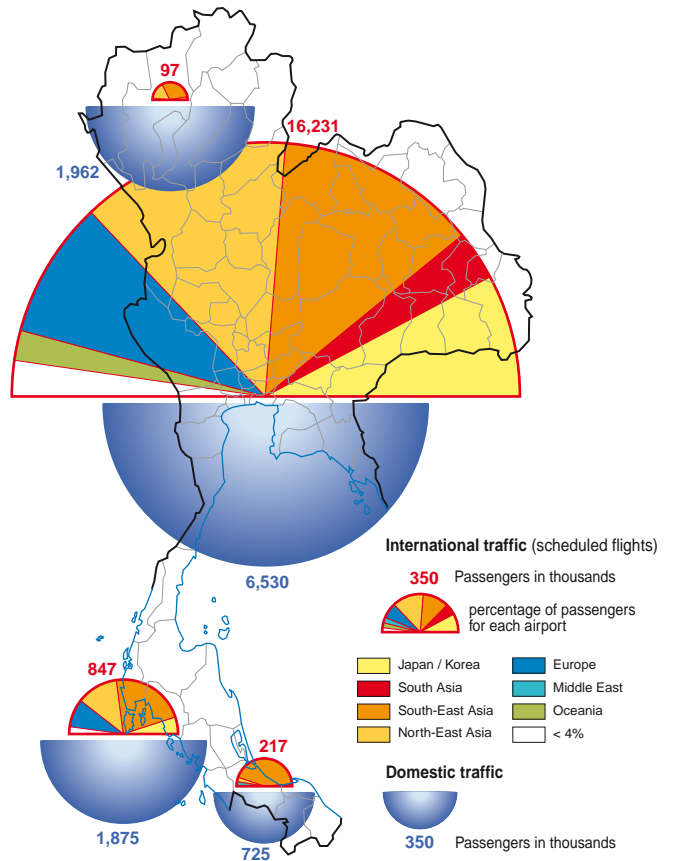 97
16,231
1,962
6,530
International traffic (scheduled flights)
350 Passengers in thousands
percentage of passengers
for each airport
847
Japan / Korea
Europe
South Asia
Middle East
South-East Asia
Oceania
North-East Asia
< 4%
217
Domestic traffic
1,875
725
350 Passengers in thousands